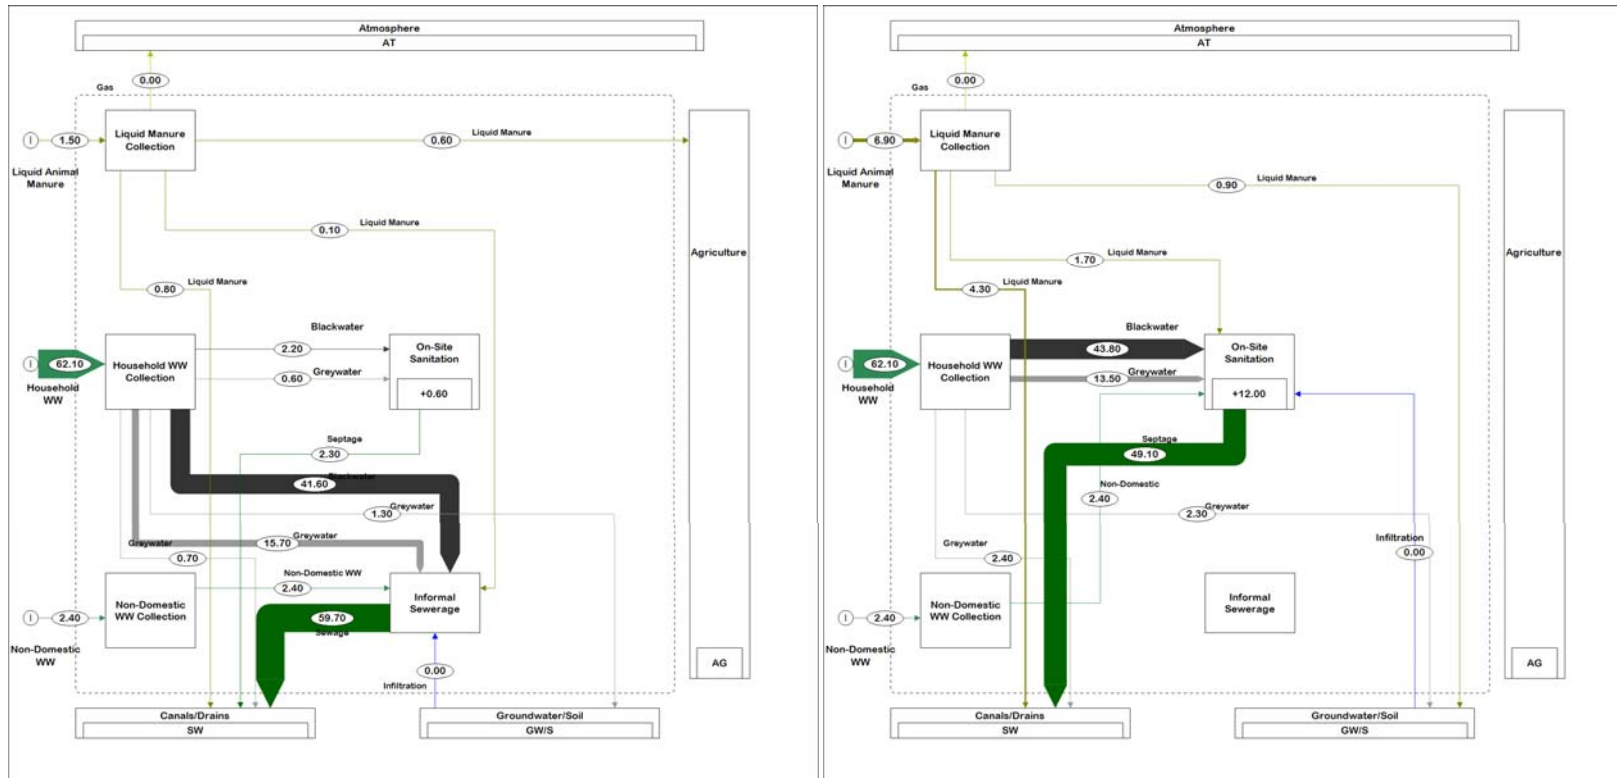 Atmosphere
AT
0.00
Gas
I
1.50
Liquid Animal
Manure
Liquid Manure
Collection
0.60
Liquid Manure
0.10
Liquid Manure
Agriculture
0.80
Liquid Manure
Blackwater
2.20
Greywater
0.60
On-Site
Sanitation
+0.60
I
62.10
Household
WW
Household WW
Collection
Septage
2.30
Blackwater
41.60
Greywater
1.30
Greywater
15.70
Greywater
0.70
Non-Domestic WW
2.40
Informal
Sewerage
59.70
Sewage
I
2.40
Non-Domestic
WW
Non-Domestic
WW Collection
0.00
Infiltration
AG
Canals/Drains
SW
Groundwater/Soil
GW/S
Atmosphere
AT
0.00
Gas
I
6.90
Liquid Animal
Manure
Liquid Manure
Collection
0.90
Liquid Manure
1.70
Liquid Manure
Agriculture
4.30
Liquid Manure
Blackwater
43.80
Greywater
13.50
On-Site
Sanitation
+12.00
I
62.10
Household
WW
Household WW
Collection
Septage
49.10
Non-Domestic
2.40
Greywater
2.30
Greywater
2.40
Infiltration
0.00
Informal
Sewerage
I
2.40
Non-Domestic
WW
Non-Domestic
WW Collection
AG
Canals/Drains
SW
Groundwater/Soil
GW/S